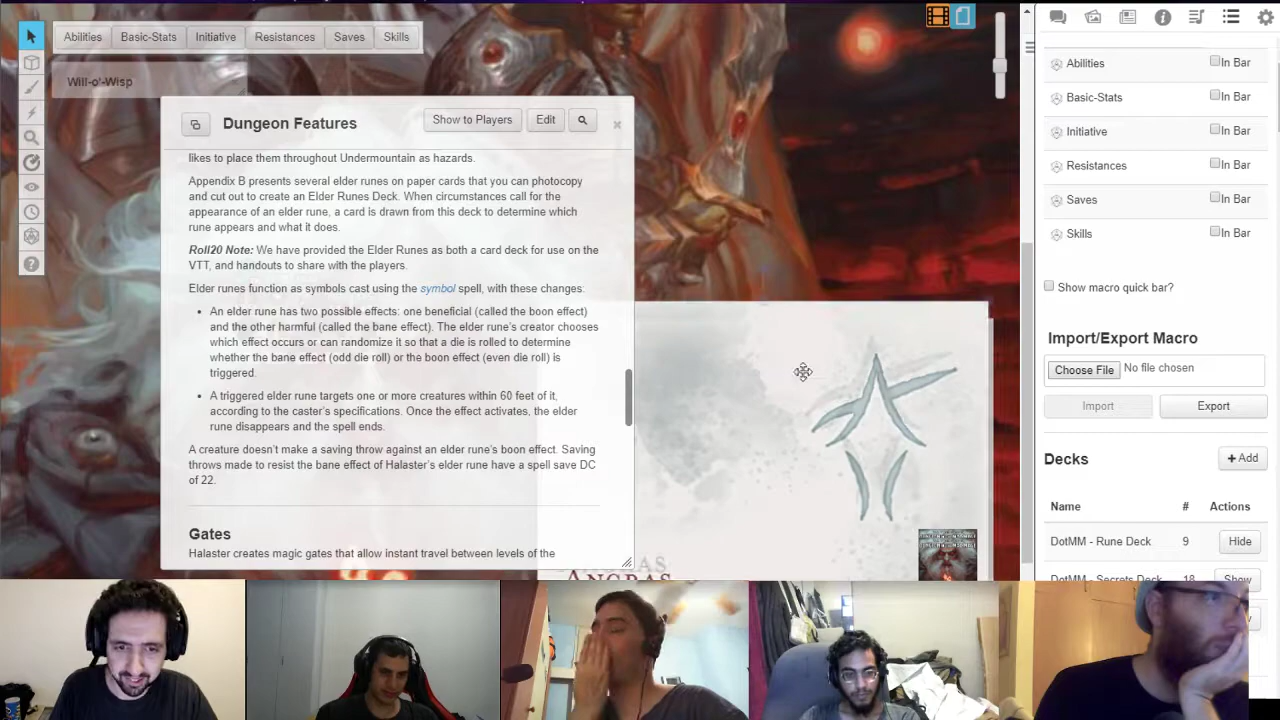 Abilities Basic-Stats Initiative Resistances Saves Skills
Will-o'-Wisp
Dungeon Features
Show to Players Edit
likes to place them throughout Undermountain as hazards.
Appendix B presents several elder runes on paper cards that you can photocopy
and cut out to create an Elder Runes Deck. When circumstances call for the
appearance of an elder rune, a card is drawn from this deck to determine which
rune appears and what it does.
Roll20 Note: We have provided the Elder Runes as both a card deck for use on the
VTT, and handouts to share with the players.
Elder runes function as symbols cast using the symbol spell, with these changes:
• An elder rune has two possible effects: one beneficial (called the boon effect)
and the other harmful (called the bane effect). The elder rune's creator chooses
which effect occurs or can randomize it so that a die is rolled to determine
whether the bane effect (odd die roll) or the boon effect (even die roll) is
triggered.
• A triggered elder rune targets one or more creatures within 60 feet of it,
according to the caster's specifications. Once the effect activates, the elder
rune disappears and the spell ends.
A creature doesn't make a saving throw against an elder rune's boon effect. Saving
throws made to resist the bane effect of Halaster's elder rune have a spell save DC
of 22.
Gates
Halaster creates magic gates that allow instant travel between levels of the
ANGRAS
Abilities In Bar
Basic-Stats In Bar
Initiative In Bar
Resistances In Bar
Saves In Bar
Skills In Bar
Show macro quick bar?
Import/Export Macro
Choose File No file chosen
Import Export
Decks + Add
Name # Actions
DotMM - Rune Deck 9 Hide
DotMM - Secrets Deck 18 Show